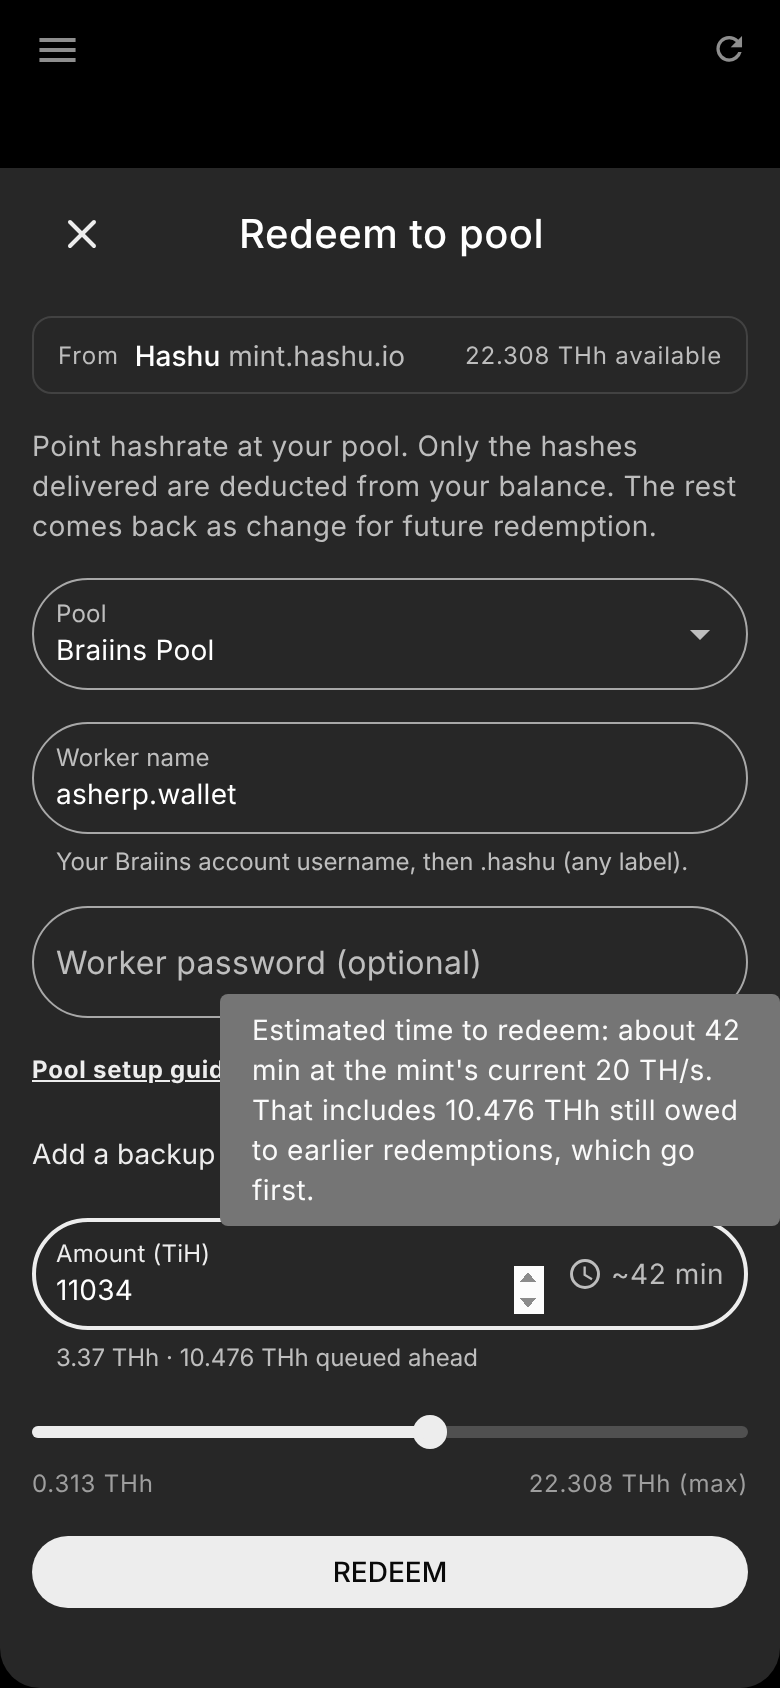 Redeem to pool
From Hashu mint.hashu.io 22.308 THh available
Point hashrate at your pool. Only the hashes
delivered are deducted from your balance. The rest
comes back as change for future redemption.
Pool
Braiins Pool
Worker name
asherp.wallet
Your Braiins account username, then .hashu (any label).
Worker password (optional)
Pool setup guid
Estimated time to redeem: about 42
min at the mint's current 20 TH/s.
That includes 10.476 THh still owed
to earlier redemptions, which go
first.
Add a backup
Amount (TiH)
11034
~42 min
3.37 THh · 10.476 THh queued ahead
0.313 THh
22.308 THh (max)
REDEEM